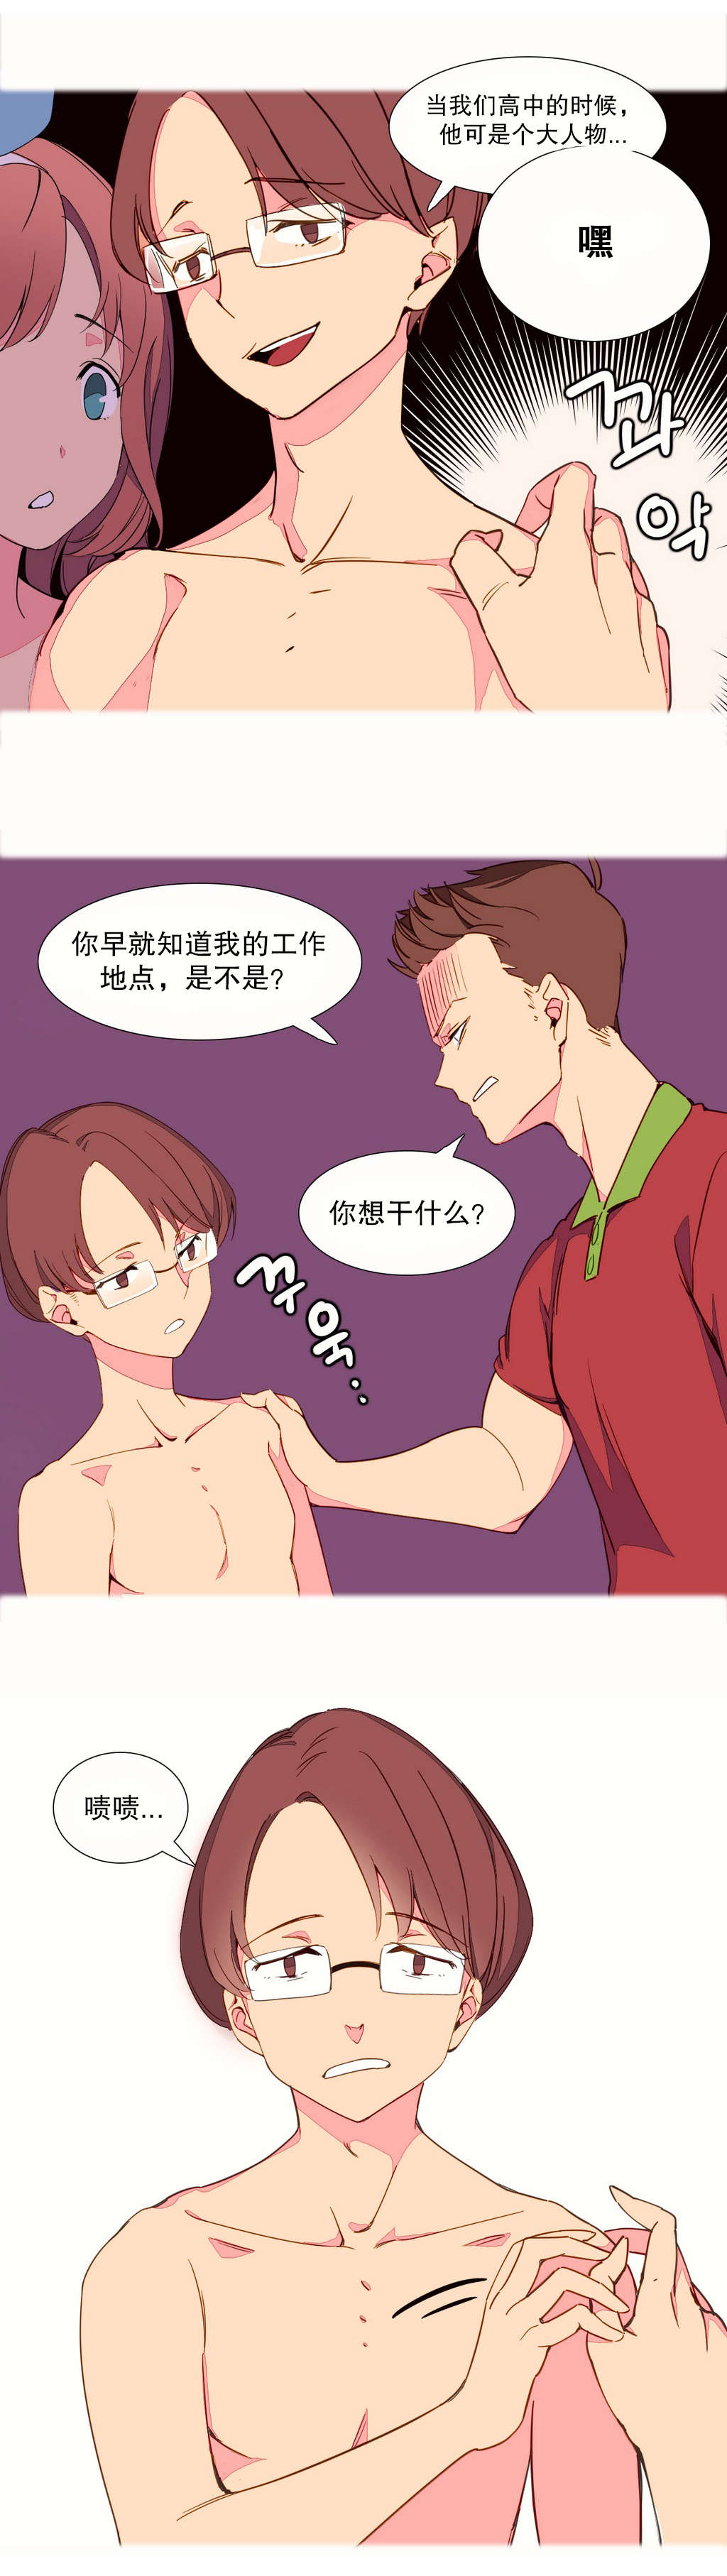 当我们高中的时候，
他可是个大人物...
嘿
꽈
악
你早就知道我的工作
地点，是不是？
你想干什么？
꾸
욱..
啧啧...